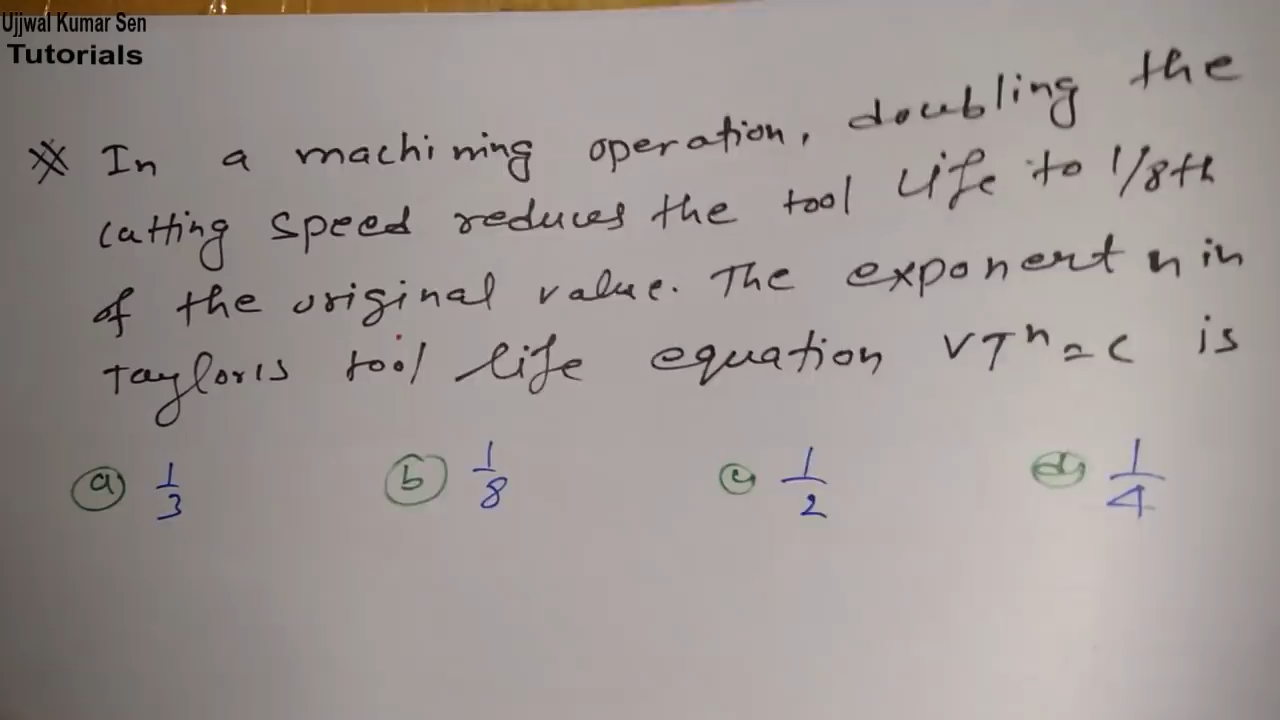 Ujjwal Kumar Sen
Tutorials
※ In a machining operation, doubling the
cutting speed reduces the tool life to 1/8th
of the original value. The exponent n in
Taylor's tool life equation VTⁿ = C is
(a) 1/3 (b) 1/8 (c) 1/2 (d) 1/4